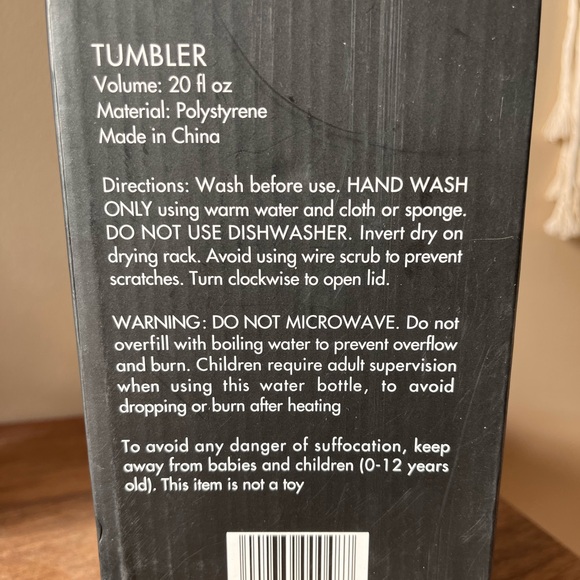 TUMBLER
Volume: 20 fl oz
Material: Polystyrene
Made in China
Directions: Wash before use. HAND WASH
ONLY using warm water and cloth or sponge.
DO NOT USE DISHWASHER. Invert dry on
drying rack. Avoid using wire scrub to prevent
scratches. Turn clockwise to open lid.
WARNING: DO NOT MICROWAVE. Do not
overfill with boiling water to prevent overflow
and burn. Children require adult supervision
when using this water bottle, to avoid
dropping or burn after heating
To avoid any danger of suffocation, keep
away from babies and children (0-12 years
old). This item is not a toy